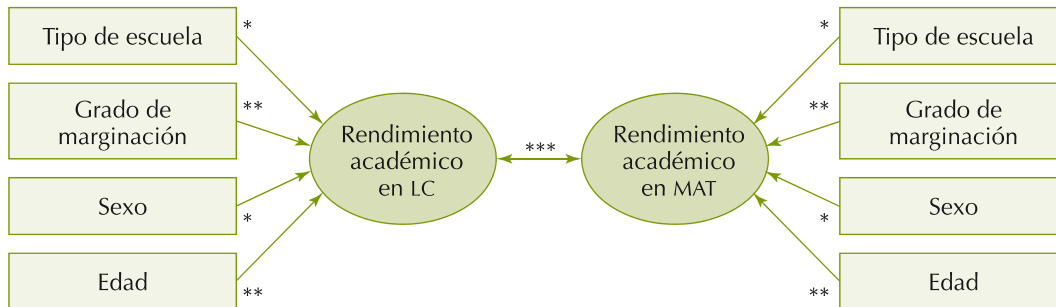 Tipo de escuela
*
Grado de
marginación
**
Sexo
*
Edad
**
Rendimiento
académico
en LC
***
Rendimiento
académico
en MAT
*
Tipo de escuela
**
Grado de
marginación
*
Sexo
**
Edad